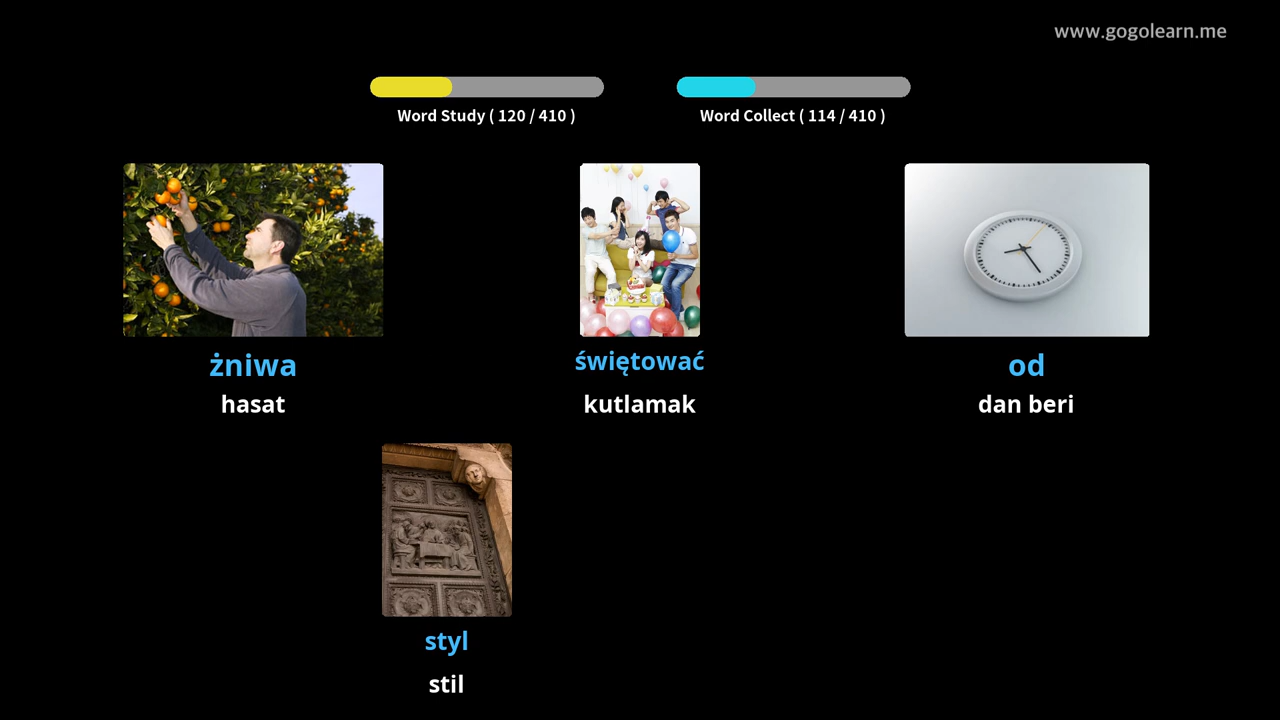 www.gogolearn.me
Word Study ( 120 / 410 )
Word Collect ( 114 / 410 )
żniwa
hasat
świętować
kutlamak
od
dan beri
styl
stil